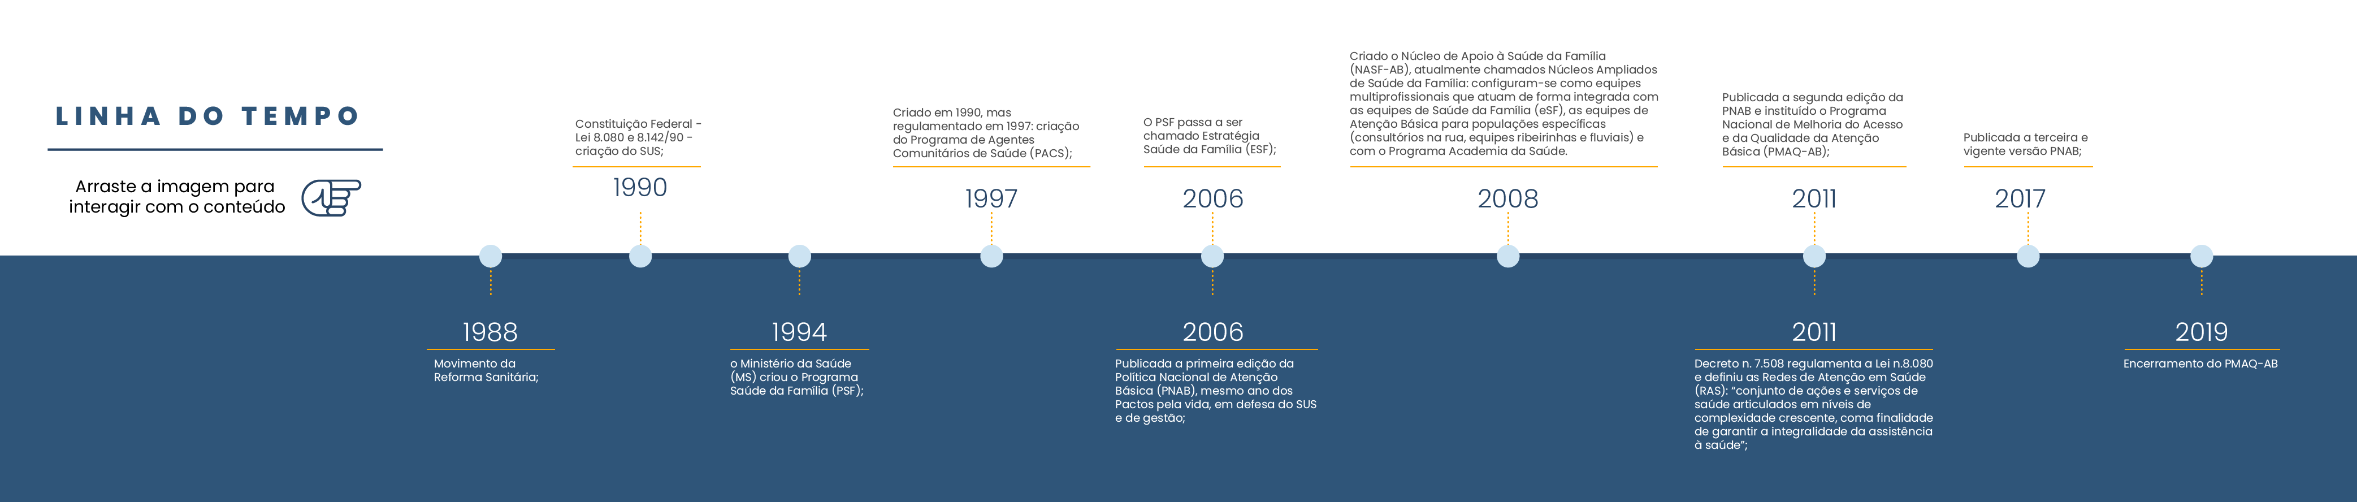 LINHA DO TEMPO
Arraste a imagem para
interagir com o conteúdo
1988
Movimento da
Reforma Sanitária;
Constituição Federal -
Lei 8.080 e 8.142/90 -
criação do SUS;
1990
1994
o Ministério da Saúde
(MS) criou o Programa
Saúde da Família (PSF);
Criado em 1990, mas
regulamentado em 1997: criação
do Programa de Agentes
Comunitários de Saúde (PACS);
1997
O PSF passa a ser
chamado Estratégia
Saúde da Família (ESF);
2006
2006
Publicada a primeira edição da
Política Nacional de Atenção
Básica (PNAB), mesmo ano dos
Pactos pela vida, em defesa do SUS
e de gestão;
Criado o Núcleo de Apoio à Saúde da Família
(NASF-AB), atualmente chamados Núcleos Ampliados
de Saúde da Família: configuram-se como equipes
multiprofissionais que atuam de forma integrada com
as equipes de Saúde da Família (eSF), as equipes de
Atenção Básica para populações específicas
(consultórios na rua, equipes ribeirinhas e fluviais) e
com o Programa Academia da Saúde.
2008
Publicada a segunda edição da
PNAB e instituído o Programa
Nacional de Melhoria do Acesso
e da Qualidade da Atenção
Básica (PMAQ-AB);
2011
2011
Decreto n. 7.508 regulamenta a Lei n.8.080
e definiu as Redes de Atenção em Saúde
(RAS): “conjunto de ações e serviços de
saúde articulados em níveis de
complexidade crescente, coma finalidade
de garantir a integralidade da assistência
à saúde”;
Publicada a terceira e
vigente versão PNAB;
2017
2019
Encerramento do PMAQ-AB